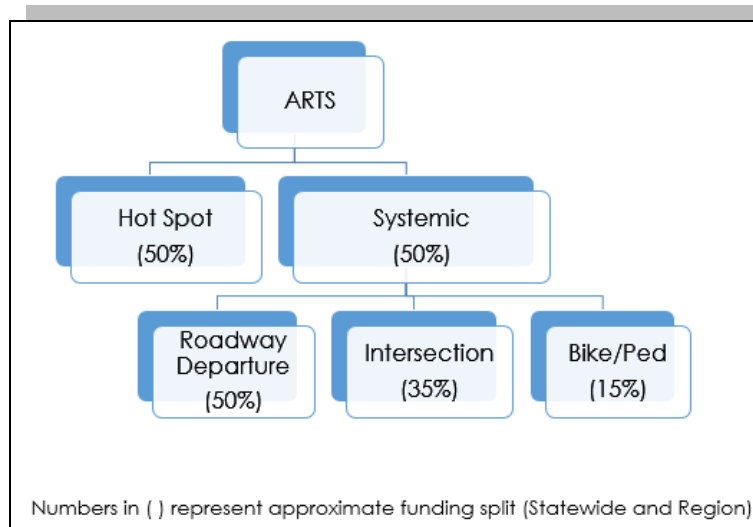 ARTS
Hot Spot
(50%)
Systemic
(50%)
Roadway
Departure
(50%)
Intersection
(35%)
Bike/Ped
(15%)
Numbers in ( ) represent approximate funding split (Statewide and Region)